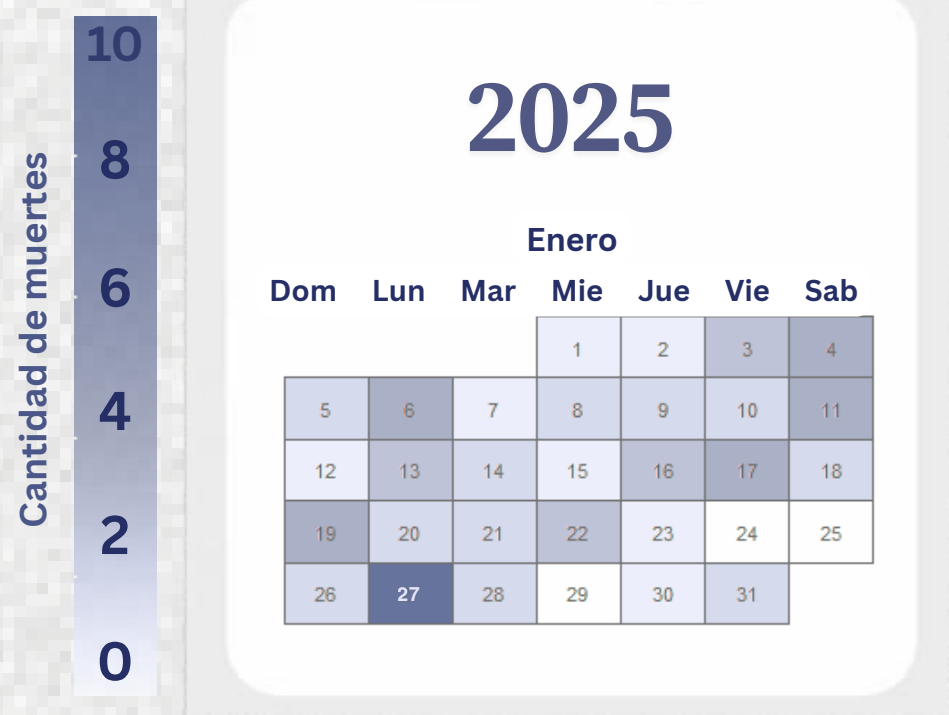 2025
Enero
Dom Lun Mar Mie Jue Vie Sab
1 2 3 4
5 6 7 8 9 10 11
12 13 14 15 16 17 18
19 20 21 22 23 24 25
26 27 28 29 30 31
Cantidad de muertes
10
8
6
4
2
0